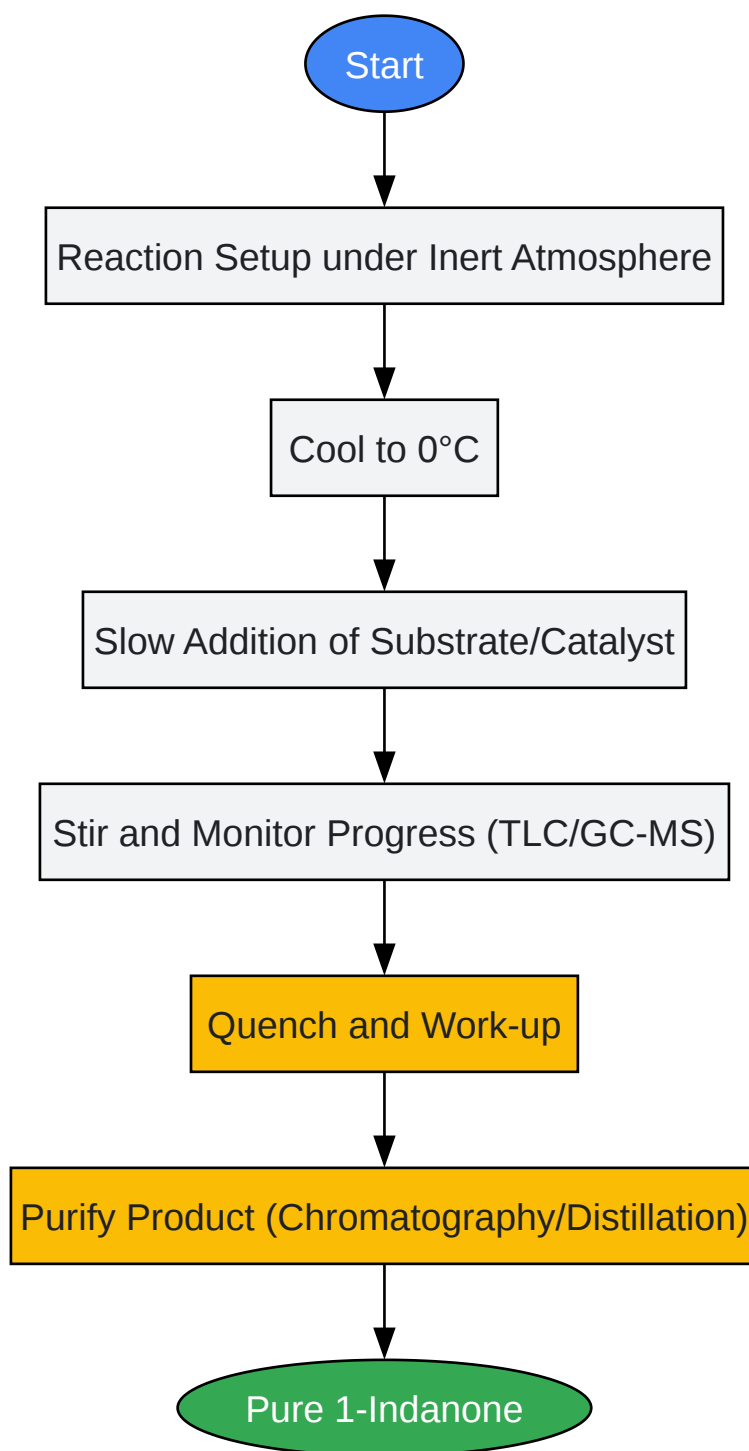 Start
Reaction Setup under Inert Atmosphere
Cool to 0°C
Slow Addition of Substrate/Catalyst
Stir and Monitor Progress (TLC/GC-MS)
Quench and Work-up
Purify Product (Chromatography/Distillation)
Pure 1-Indanone